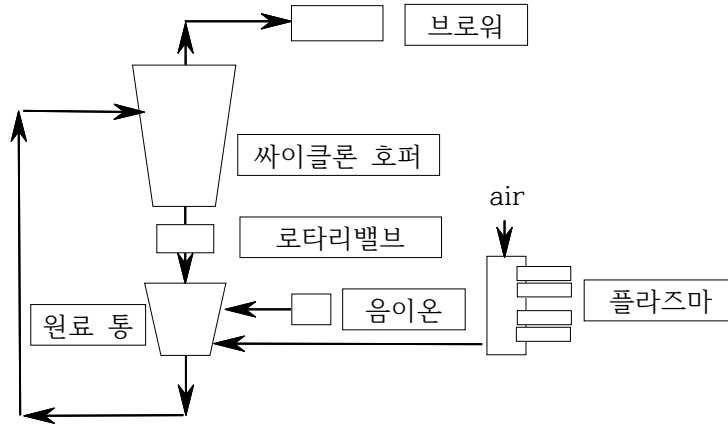 브로워
싸이클론 호퍼
air
로타리밸브
플라즈마
음이온
원료 통